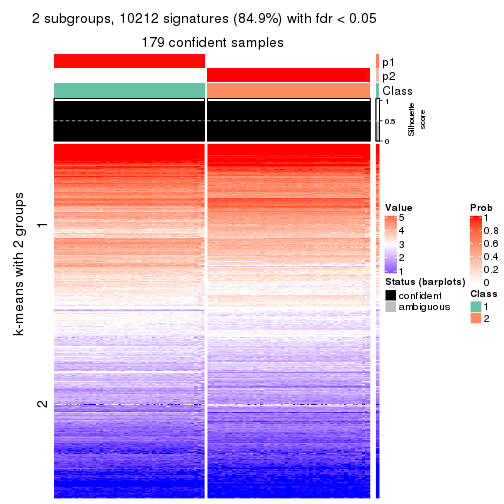 2 subgroups, 10212 signatures (84.9%) with fdr < 0.05
179 confident samples
p1
p2
Class
1
0.5
0
Silhouette
score
k-means with 2 groups
1
2
Value
5
4
3
2
1
Status (barplots)
confident
ambiguous
Prob
1
0.8
0.6
0.4
0.2
0
Class
1
2